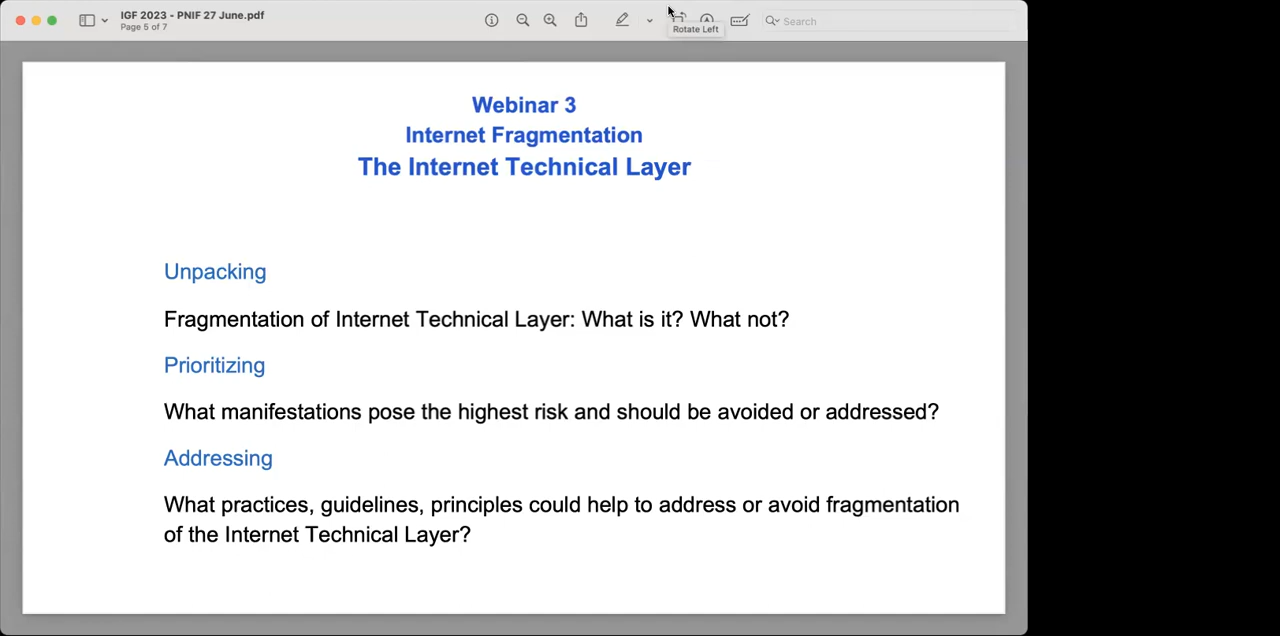 IGF 2023 - PNIF 27 June.pdf
Page 5 of 7
Search
Rotate Left
Webinar 3
Internet Fragmentation
The Internet Technical Layer
Unpacking
Fragmentation of Internet Technical Layer: What is it? What not?
Prioritizing
What manifestations pose the highest risk and should be avoided or addressed?
Addressing
What practices, guidelines, principles could help to address or avoid fragmentation
of the Internet Technical Layer?